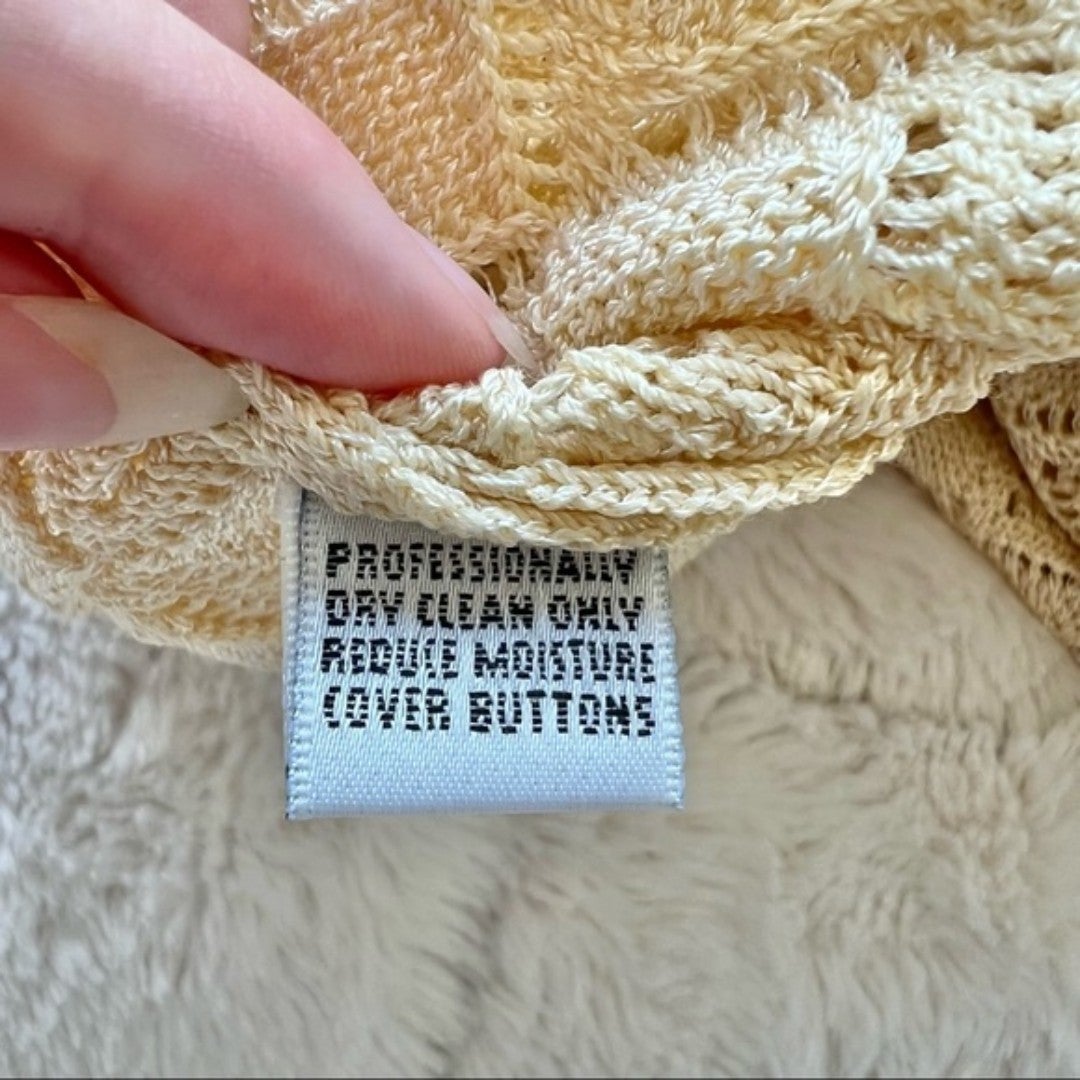 PROFESSIONALLY
DRY CLEAN ONLY
REDUCE MOISTURE
COVER BUTTONS